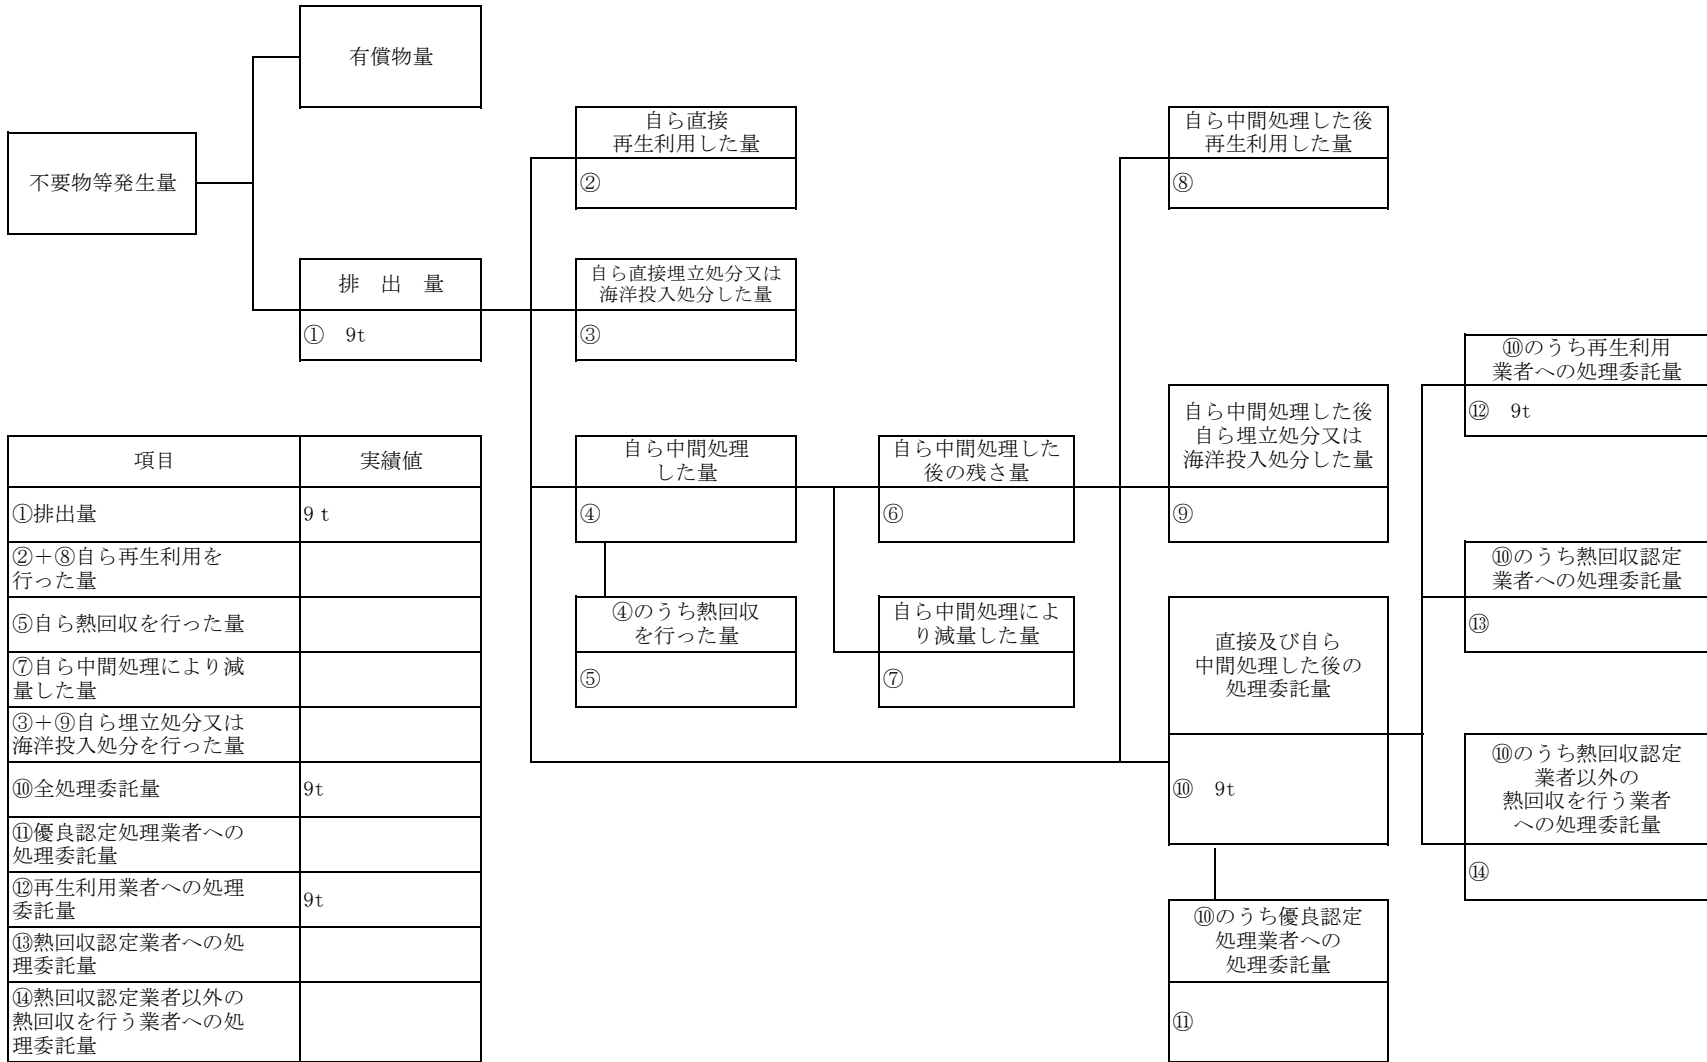 有償物量
不要物等発生量
排　出　量
①　9t
自ら直接
再生利用した量
②
自ら直接埋立処分又は
海洋投入処分した量
③
自ら中間処理
した量
④
④のうち熱回収
を行った量
⑤
自ら中間処理した
後の残さ量
⑥
自ら中間処理によ
り減量した量
⑦
自ら中間処理した後
再生利用した量
⑧
自ら中間処理した後
自ら埋立処分又は
海洋投入処分した量
⑨
直接及び自ら
中間処理した後の
処理委託量
⑩　9t
⑩のうち優良認定
処理業者への
処理委託量
⑪
⑩のうち再生利用
業者への処理委託量
⑫　9t
⑩のうち熱回収認定
業者への処理委託量
⑬
⑩のうち熱回収認定
業者以外の
熱回収を行う業者
への処理委託量
⑭
項目　実績値
①排出量　9 t
②＋⑧自ら再生利用を
行った量
⑤自ら熱回収を行った量
⑦自ら中間処理により減
量した量
③＋⑨自ら埋立処分又は
海洋投入処分を行った量
⑩全処理委託量　9t
⑪優良認定処理業者への
処理委託量
⑫再生利用業者への処理
委託量　9t
⑬熱回収認定業者への処
理委託量
⑭熱回収認定業者以外の
熱回収を行う業者への処
理委託量